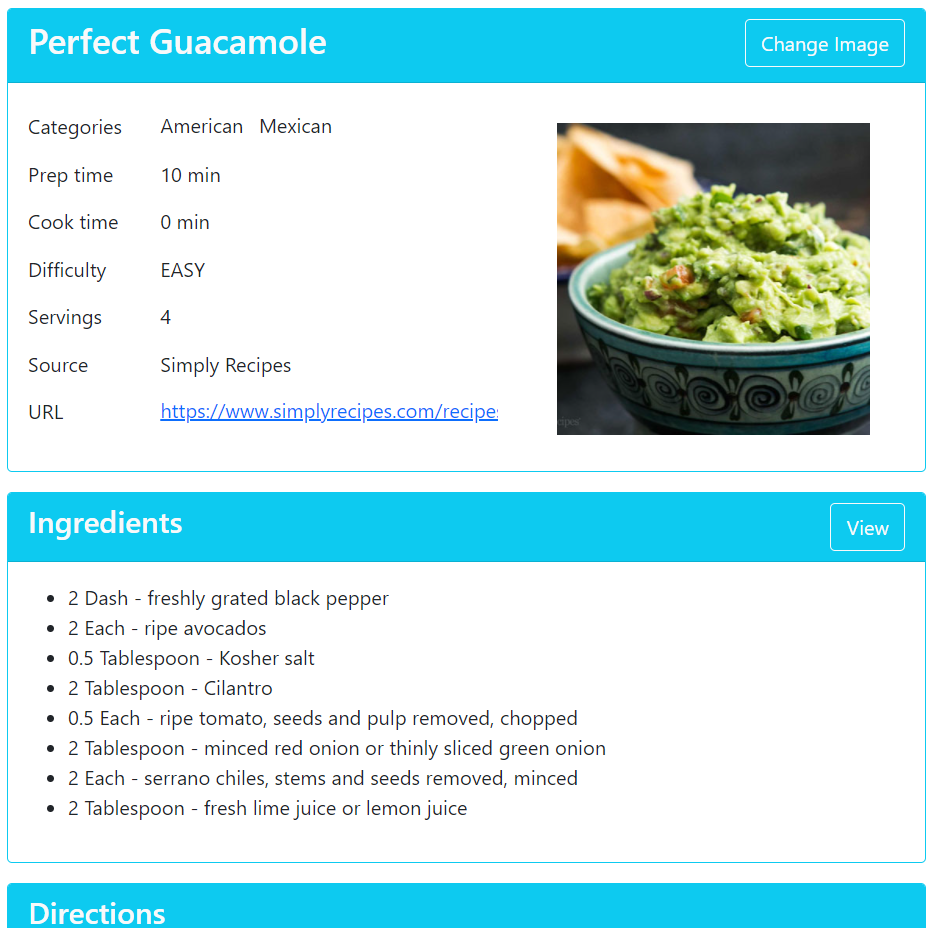 Perfect Guacamole
Change Image
Categories American Mexican
Prep time 10 min
Cook time 0 min
Difficulty EASY
Servings 4
Source Simply Recipes
URL https://www.simplyrecipes.com/recipes
Ingredients
View
2 Dash - freshly grated black pepper
2 Each - ripe avocados
0.5 Tablespoon - Kosher salt
2 Tablespoon - Cilantro
0.5 Each - ripe tomato, seeds and pulp removed, chopped
2 Tablespoon - minced red onion or thinly sliced green onion
2 Each - serrano chiles, stems and seeds removed, minced
2 Tablespoon - fresh lime juice or lemon juice
Directions